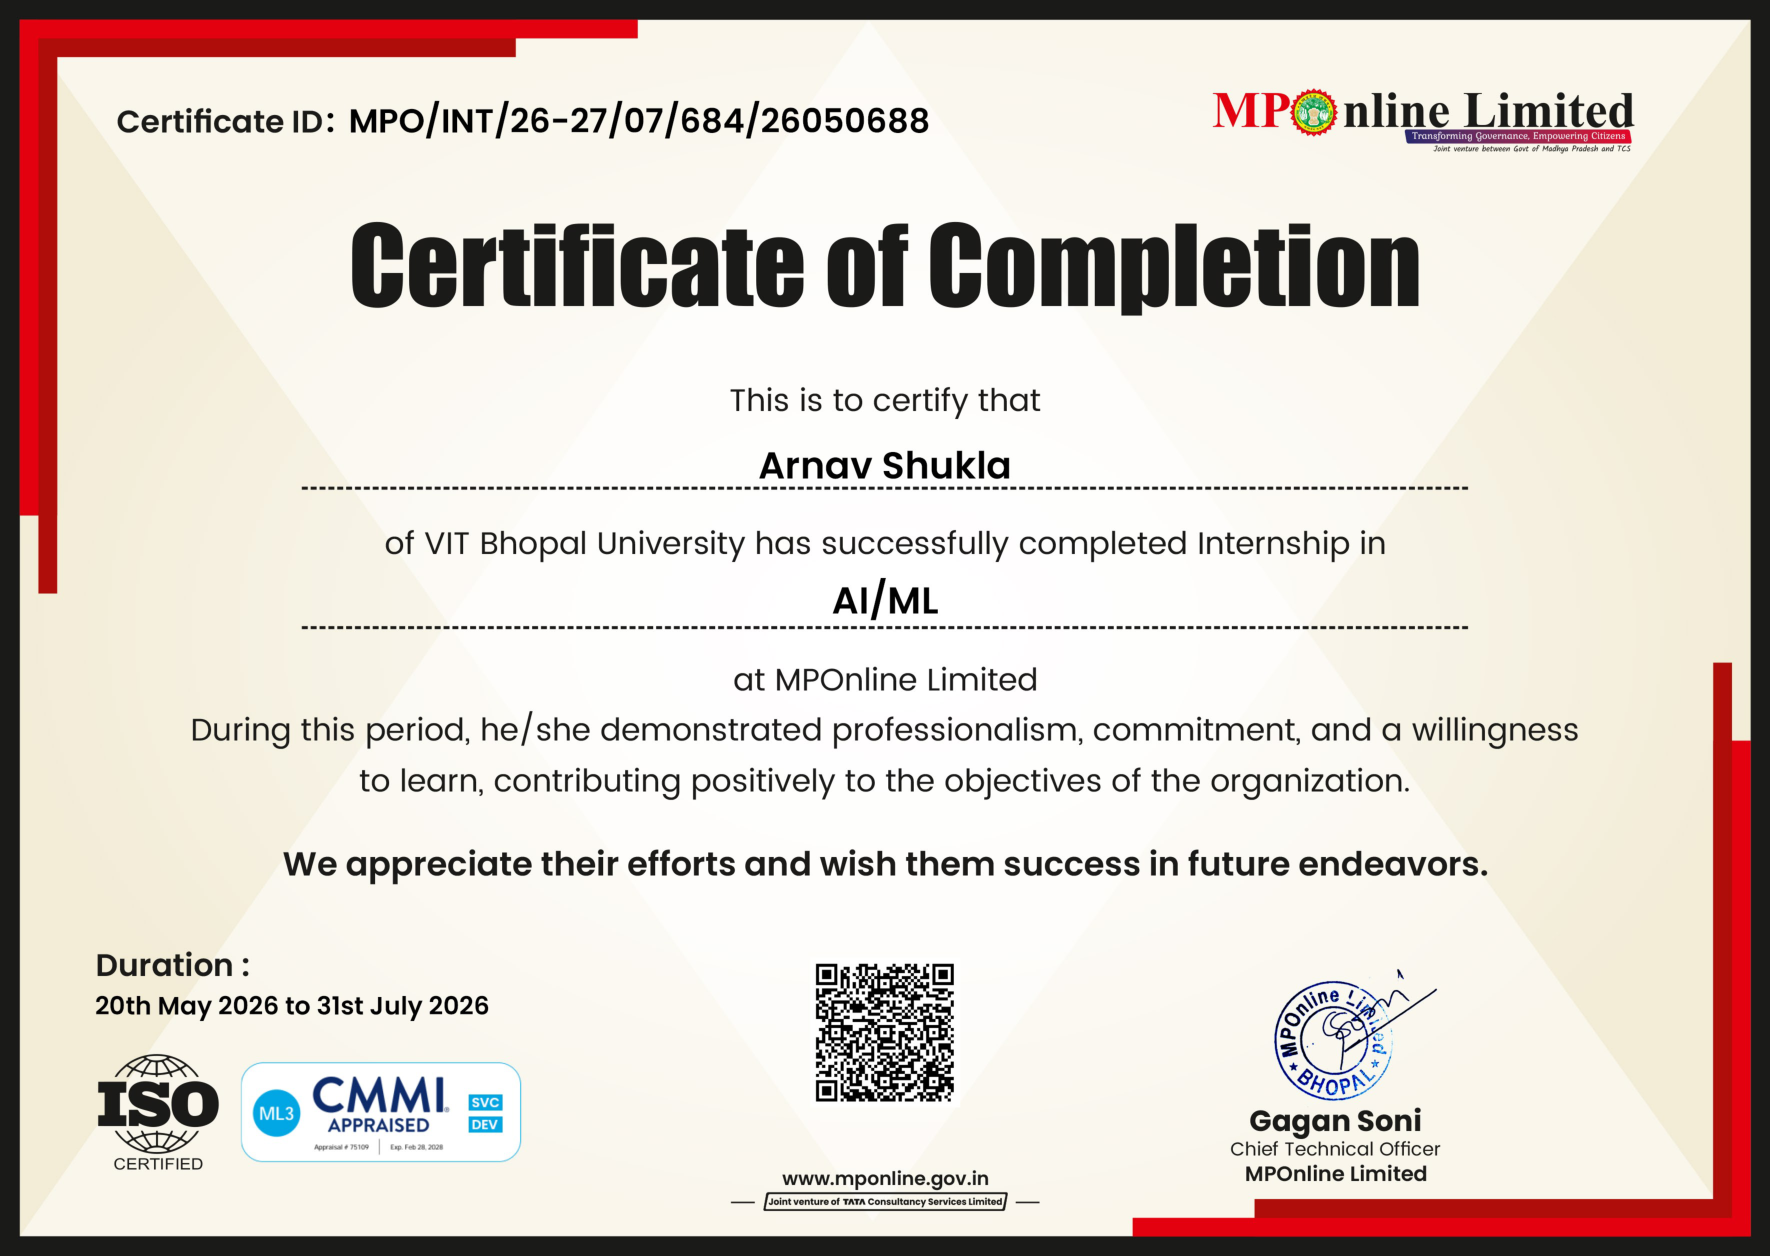 Certificate ID: MPO/INT/26-27/07/684/26050688
MPOnline Limited
Transforming Governance, Empowering Citizens
Joint venture between Govt of Madhya Pradesh and TCS
Certificate of Completion
This is to certify that
Arnav Shukla
of VIT Bhopal University has successfully completed Internship in
AI/ML
at MPOnline Limited
During this period, he/she demonstrated professionalism, commitment, and a willingness
to learn, contributing positively to the objectives of the organization.
We appreciate their efforts and wish them success in future endeavors.
Duration :
20th May 2026 to 31st July 2026
ISO
CERTIFIED
ML3
CMMI
APPRAISED
SVC
DEV
Appraisal # 75109
Exp. Feb 28, 2028
www.mponline.gov.in
Joint venture of TATA Consultancy Services Limited
MPOnline Limited
BHOPAL
Gagan Soni
Chief Technical Officer
MPOnline Limited